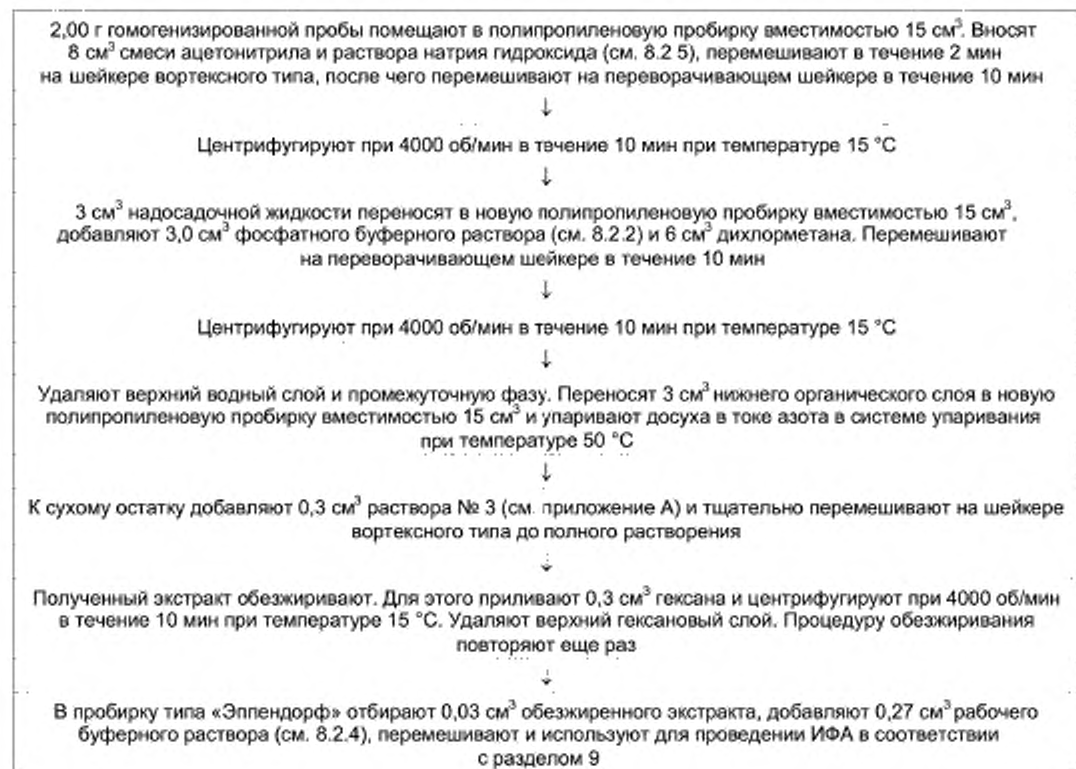 2,00 г гомогенизированной пробы помещают в полипропиленовую пробирку вместимостью 15 см³. Вносят
8 см³ смеси ацетонитрила и раствора натрия гидроксида (см. 8.2 5), перемешивают в течение 2 мин
на шейкере вортексного типа, после чего перемешивают на переворачивающем шейкере в течение 10 мин
↓
Центрифугируют при 4000 об/мин в течение 10 мин при температуре 15 °C
↓
3 см³ надосадочной жидкости переносят в новую полипропиленовую пробирку вместимостью 15 см³,
добавляют 3,0 см³ фосфатного буферного раствора (см. 8.2.2) и 6 см³ дихлорметана. Перемешивают
на переворачивающем шейкере в течение 10 мин
↓
Центрифугируют при 4000 об/мин в течение 10 мин при температуре 15 °C
↓
Удаляют верхний водный слой и промежуточную фазу. Переносят 3 см³ нижнего органического слоя в новую
полипропиленовую пробирку вместимостью 15 см³ и упаривают досуха в токе азота в системе упаривания
при температуре 50 °C
↓
К сухому остатку добавляют 0,3 см³ раствора № 3 (см. приложение А) и тщательно перемешивают на шейкере
вортексного типа до полного растворения
↓
Полученный экстракт обезжиривают. Для этого приливают 0,3 см³ гексана и центрифугируют при 4000 об/мин
в течение 10 мин при температуре 15 °C. Удаляют верхний гексановый слой. Процедуру обезжиривания
повторяют еще раз
↓
В пробирку типа «Эппендорф» отбирают 0,03 см³ обезжиренного экстракта, добавляют 0,27 см³ рабочего
буферного раствора (см. 8.2.4), перемешивают и используют для проведении ИФА в соответствии
с разделом 9